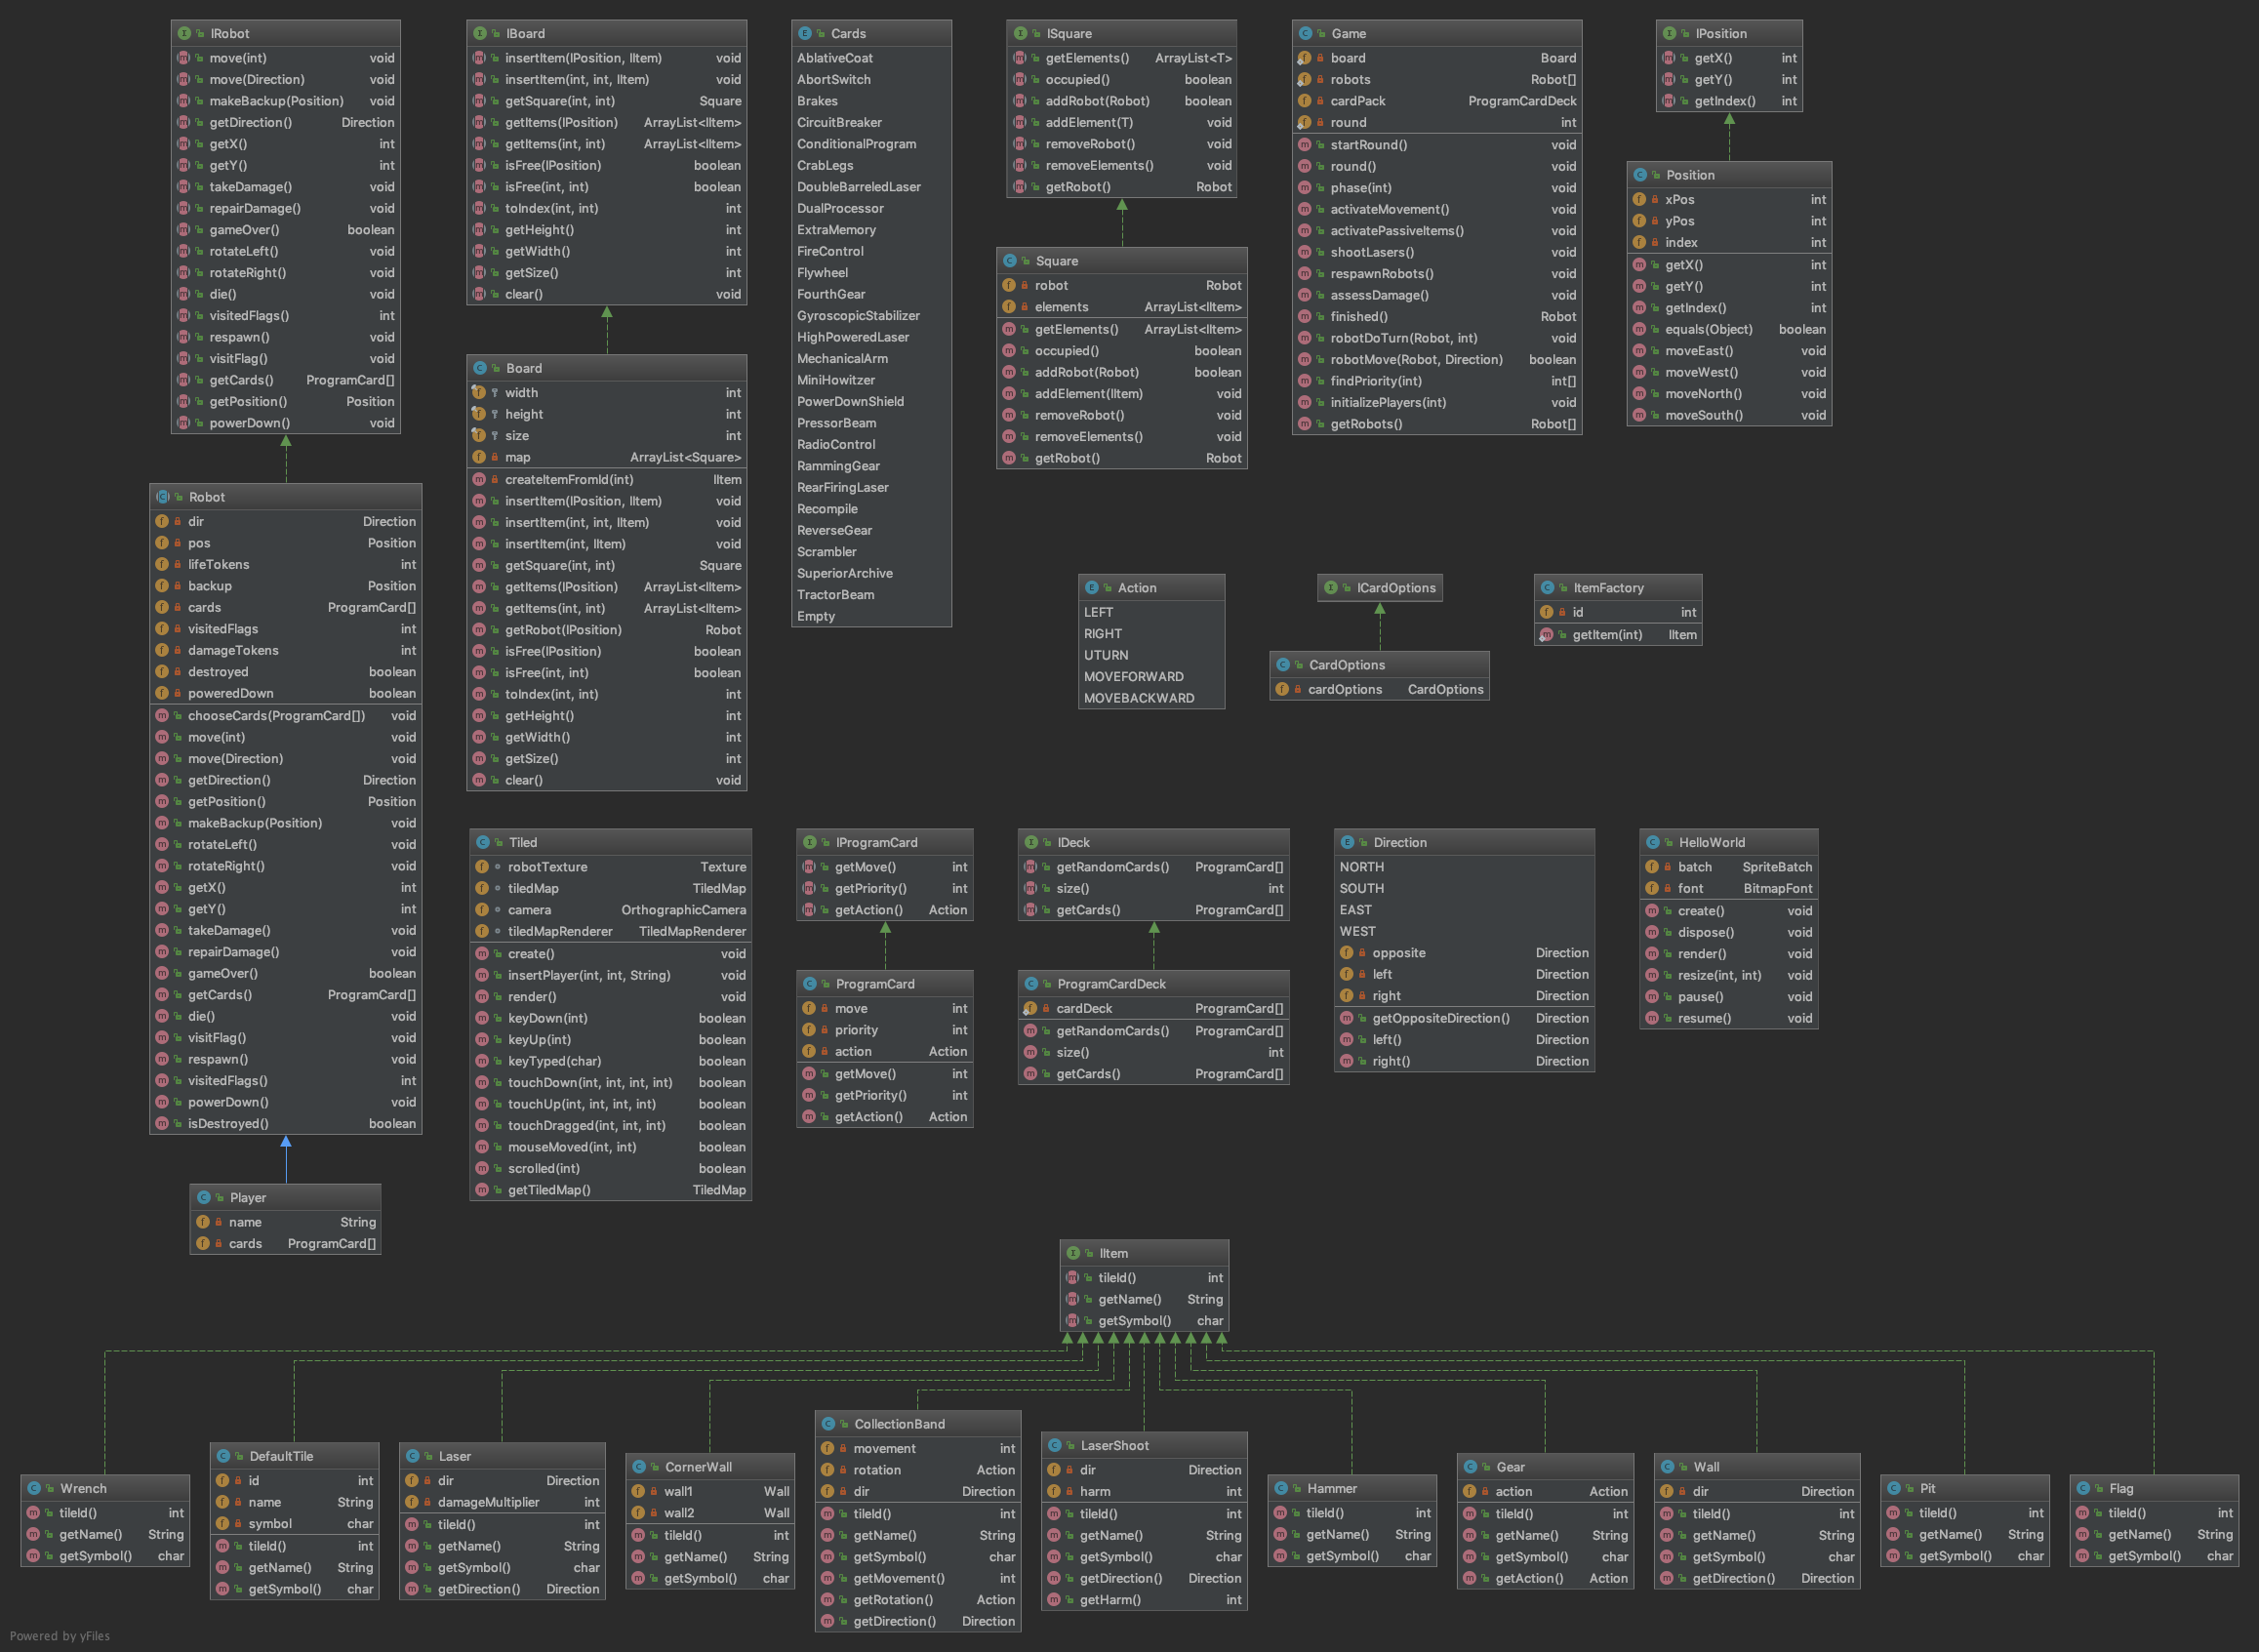 IRobot
move(int) void
move(Direction) void
makeBackup(Position) void
getDirection() Direction
getX() int
getY() int
takeDamage() void
repairDamage() void
gameOver() boolean
rotateLeft() void
rotateRight() void
die() void
visitedFlags() int
respawn() void
visitFlag() void
getCards() ProgramCard[]
getPosition() Position
powerDown() void
IBoard
insertItem(IPosition, IItem) void
insertItem(int, int, IItem) void
getSquare(int, int) Square
getItems(IPosition) ArrayList<IItem>
getItems(int, int) ArrayList<IItem>
isFree(IPosition) boolean
isFree(int, int) boolean
toIndex(int, int) int
getHeight() int
getWidth() int
getSize() int
clear() void
Cards
AblativeCoat
AbortSwitch
Brakes
CircuitBreaker
ConditionalProgram
CrabLegs
DoubleBarreledLaser
DualProcessor
ExtraMemory
FireControl
Flywheel
FourthGear
GyroscopicStabilizer
HighPoweredLaser
MechanicalArm
MiniHowitzer
PowerDownShield
PressorBeam
RadioControl
RammingGear
RearFiringLaser
Recompile
ReverseGear
Scrambler
SuperiorArchive
TractorBeam
Empty
ISquare
getElements() ArrayList<T>
occupied() boolean
addRobot(Robot) boolean
addElement(T) void
removeRobot() void
removeElements() void
getRobot() Robot
Game
board Board
robots Robot[]
cardPack ProgramCardDeck
round int
startRound() void
round() void
phase(int) void
activateMovement() void
activatePassiveItems() void
shootLasers() void
respawnRobots() void
assessDamage() void
finished() Robot
robotDoTurn(Robot, int) void
robotMove(Robot, Direction) boolean
findPriority(int) int[]
initializePlayers(int) void
getRobots() Robot[]
IPosition
getX() int
getY() int
getIndex() int
Position
xPos int
yPos int
index int
getX() int
getY() int
getIndex() int
equals(Object) boolean
moveEast() void
moveWest() void
moveNorth() void
moveSouth() void
Square
robot Robot
elements ArrayList<IItem>
getElements() ArrayList<IItem>
occupied() boolean
addRobot(Robot) boolean
addElement(IItem) void
removeRobot() void
removeElements() void
getRobot() Robot
Board
width int
height int
size int
map ArrayList<Square>
createItemFromId(int) IItem
insertItem(IPosition, IItem) void
insertItem(int, int, IItem) void
insertItem(int, IItem) void
getSquare(int, int) Square
getItems(IPosition) ArrayList<IItem>
getItems(int, int) ArrayList<IItem>
getRobot(IPosition) Robot
isFree(IPosition) boolean
isFree(int, int) boolean
toIndex(int, int) int
getHeight() int
getWidth() int
getSize() int
clear() void
Robot
dir Direction
pos Position
lifeTokens int
backup Position
cards ProgramCard[]
visitedFlags int
damageTokens int
destroyed boolean
poweredDown boolean
chooseCards(ProgramCard[]) void
move(int) void
move(Direction) void
getDirection() Direction
getPosition() Position
makeBackup(Position) void
rotateLeft() void
rotateRight() void
getX() int
getY() int
takeDamage() void
repairDamage() void
gameOver() boolean
getCards() ProgramCard[]
die() void
visitFlag() void
respawn() void
visitedFlags() int
powerDown() void
isDestroyed() boolean
Action
LEFT
RIGHT
UTURN
MOVEFORWARD
MOVEBACKWARD
ICardOptions
CardOptions
cardOptions CardOptions
ItemFactory
id int
getItem(int) IItem
Tiled
robotTexture Texture
tiledMap TiledMap
camera OrthographicCamera
tiledMapRenderer TiledMapRenderer
create() void
insertPlayer(int, int, String) void
render() void
keyDown(int) boolean
keyUp(int) boolean
keyTyped(char) boolean
touchDown(int, int, int, int) boolean
touchUp(int, int, int, int) boolean
touchDragged(int, int, int) boolean
mouseMoved(int, int) boolean
scrolled(int) boolean
getTiledMap() TiledMap
IProgramCard
getMove() int
getPriority() int
getAction() Action
ProgramCard
move int
priority int
action Action
getMove() int
getPriority() int
getAction() Action
IDeck
getRandomCards() ProgramCard[]
size() int
getCards() ProgramCard[]
ProgramCardDeck
cardDeck ProgramCard[]
getRandomCards() ProgramCard[]
size() int
getCards() ProgramCard[]
Direction
NORTH
SOUTH
EAST
WEST
opposite Direction
left Direction
right Direction
getOppositeDirection() Direction
left() Direction
right() Direction
HelloWorld
batch SpriteBatch
font BitmapFont
create() void
dispose() void
render() void
resize(int, int) void
pause() void
resume() void
Player
name String
cards ProgramCard[]
IItem
tileId() int
getName() String
getSymbol() char
Wrench
tileId() int
getName() String
getSymbol() char
DefaultTile
id int
name String
symbol char
tileId() int
getName() String
getSymbol() char
Laser
dir Direction
damageMultiplier int
tileId() int
getName() String
getSymbol() char
getDirection() Direction
CornerWall
wall1 Wall
wall2 Wall
tileId() int
getName() String
getSymbol() char
CollectionBand
movement int
rotation Action
dir Direction
tileId() int
getName() String
getSymbol() char
getMovement() int
getRotation() Action
getDirection() Direction
LaserShoot
dir Direction
harm int
tileId() int
getName() String
getSymbol() char
getDirection() Direction
getHarm() int
Hammer
tileId() int
getName() String
getSymbol() char
Gear
action Action
tileId() int
getName() String
getSymbol() char
getAction() Action
Wall
dir Direction
tileId() int
getName() String
getSymbol() char
getDirection() Direction
Pit
tileId() int
getName() String
getSymbol() char
Flag
tileId() int
getName() String
getSymbol() char
Powered by yFiles